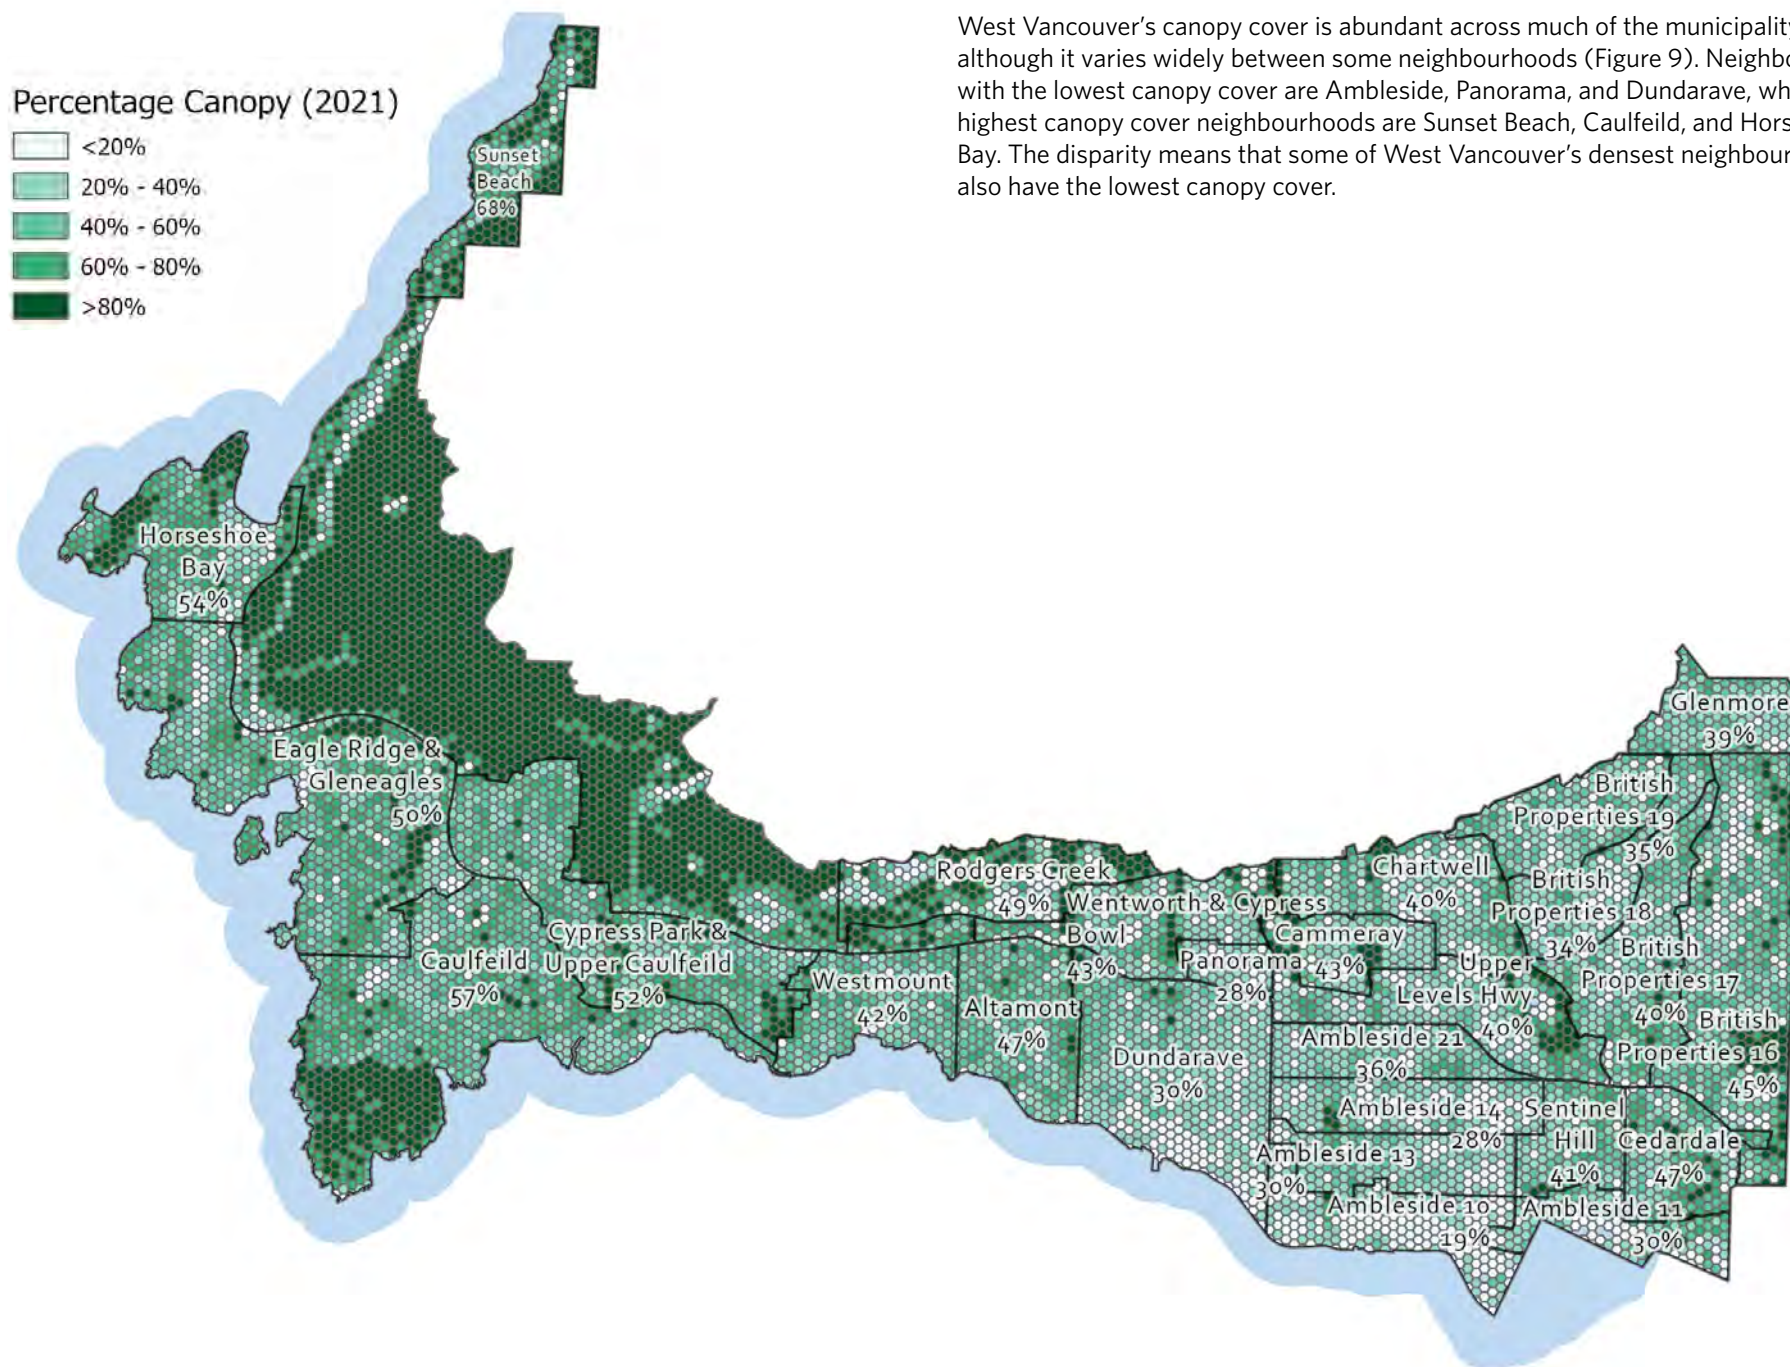 West Vancouver's canopy cover is abundant across much of the municipality
although it varies widely between some neighbourhoods (Figure 9).
with the lowest canopy cover are Ambleside, Panorama, and Dundarave,
highest canopy cover neighbourhoods are Sunset Beach, Caulfeild, and
Bay. The disparity means that some of West Vancouver's densest
also have the lowest canopy cover.
Percentage Canopy (2021)
<20%
20% - 40%
40% - 60%
60% - 80%
>80%
Sunset
Beach
68%
Horseshoe
Bay
54%
Eagle Ridge &
Gleneagles
50%
Caulfeild
57%
Cypress Park &
Upper Caulfeild
52%
Westmount
42%
Altamont
47%
Rodgers Creek
49%
Wentworth & Cypress
Bowl
43%
Panorama
28%
Dundarave
30%
Chartwell
40%
Cammeray
43%
Upper
Levels Hwy
40%
Glenmore
39%
British
Properties 19
35%
British
Properties 18
34%
British
Properties 17
40%
British
Properties 16
45%
Ambleside 21
36%
Ambleside 14
28%
Ambleside 13
30%
Ambleside 10
19%
Sentinel
Hill
41%
Cedardale
47%
Ambleside 11
30%